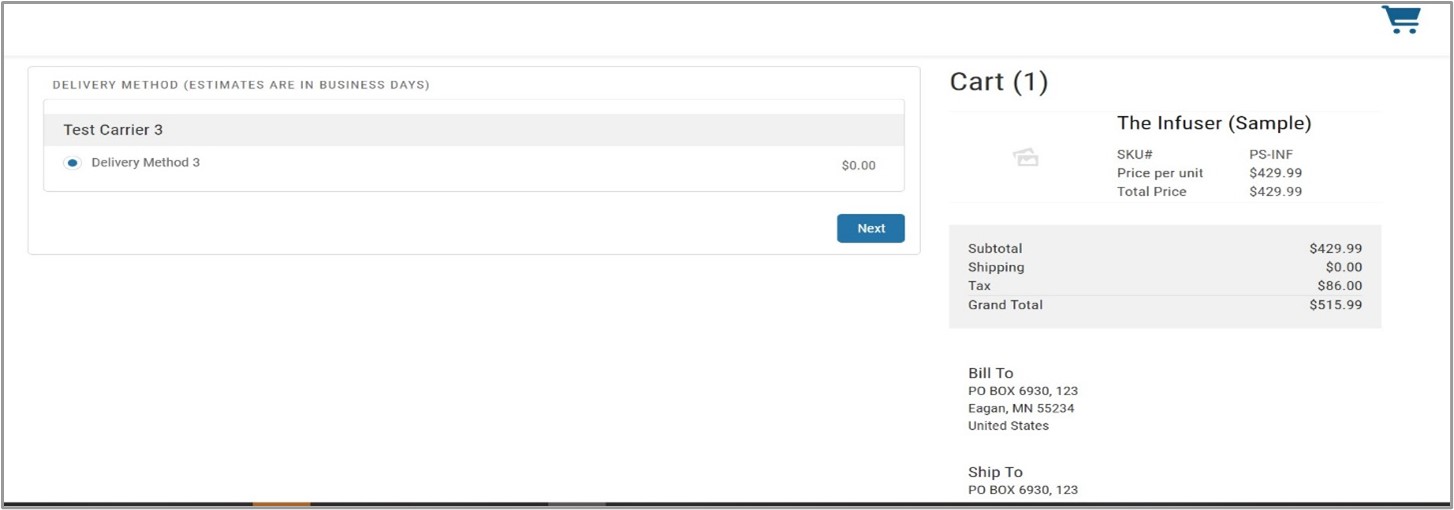 DELIVERY METHOD (ESTIMATES ARE IN BUSINESS DAYS)
Test Carrier 3
Delivery Method 3 $0.00
Next
Cart (1)
The Infuser (Sample)
SKU# PS-INF
Price per unit $429.99
Total Price $429.99
Subtotal $429.99
Shipping $0.00
Tax $86.00
Grand Total $515.99
Bill To
PO BOX 6930, 123
Eagan, MN 55234
United States
Ship To
PO BOX 6930, 123